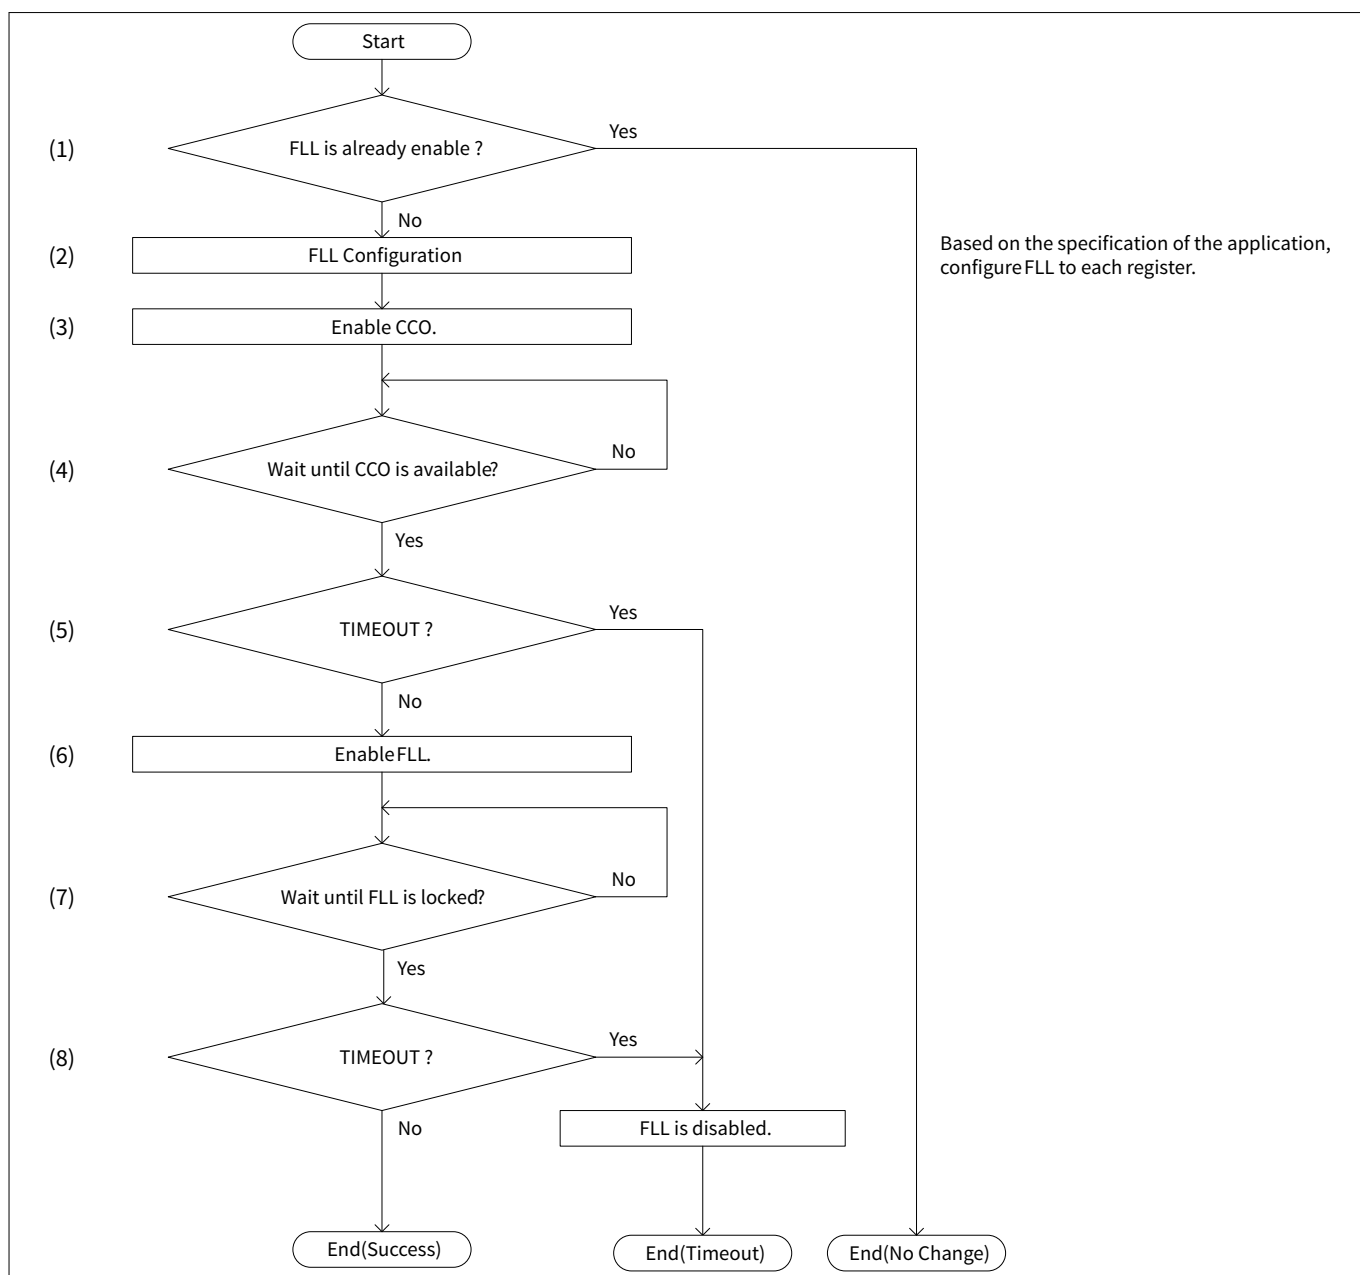 Start
(1)
FLL is already enable ?
Yes
No
(2)
FLL Configuration
Based on the specification of the application,
configure FLL to each register.
(3)
Enable CCO.
(4)
Wait until CCO is available?
No
Yes
(5)
TIMEOUT ?
Yes
No
(6)
Enable FLL.
(7)
Wait until FLL is locked?
No
Yes
(8)
TIMEOUT ?
Yes
No
FLL is disabled.
End(Success)
End(Timeout)
End(No Change)